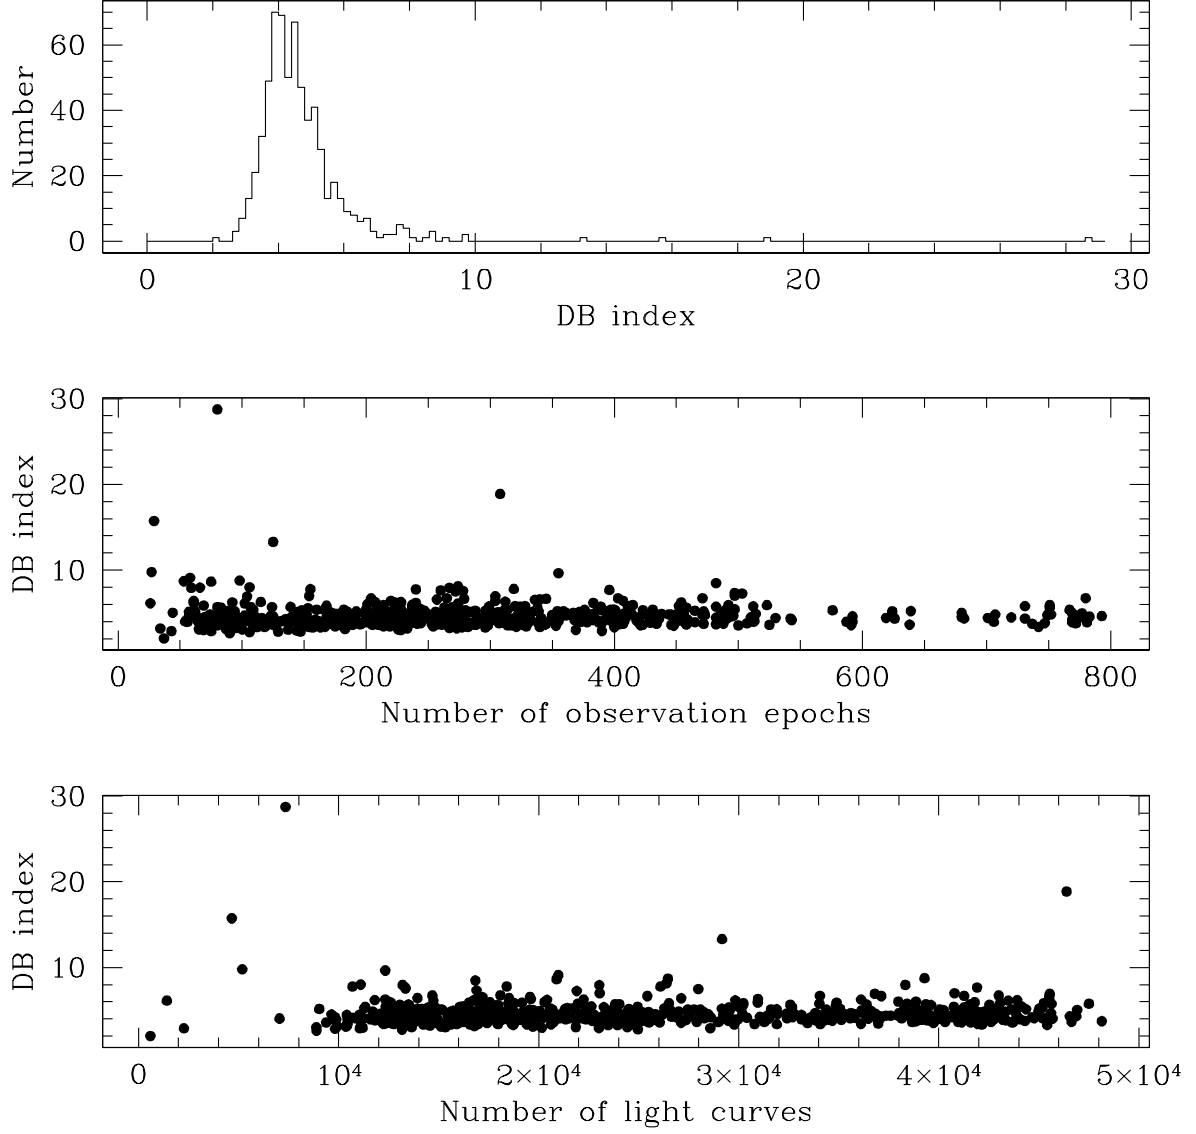 60
40
20
0
Number
0 10 20 30
DB index
30
20
10
DB index
0 200 400 600 800
Number of observation epochs
30
20
10
DB index
0 10⁴ 2×10⁴ 3×10⁴ 4×10⁴ 5×10⁴
Number of light curves